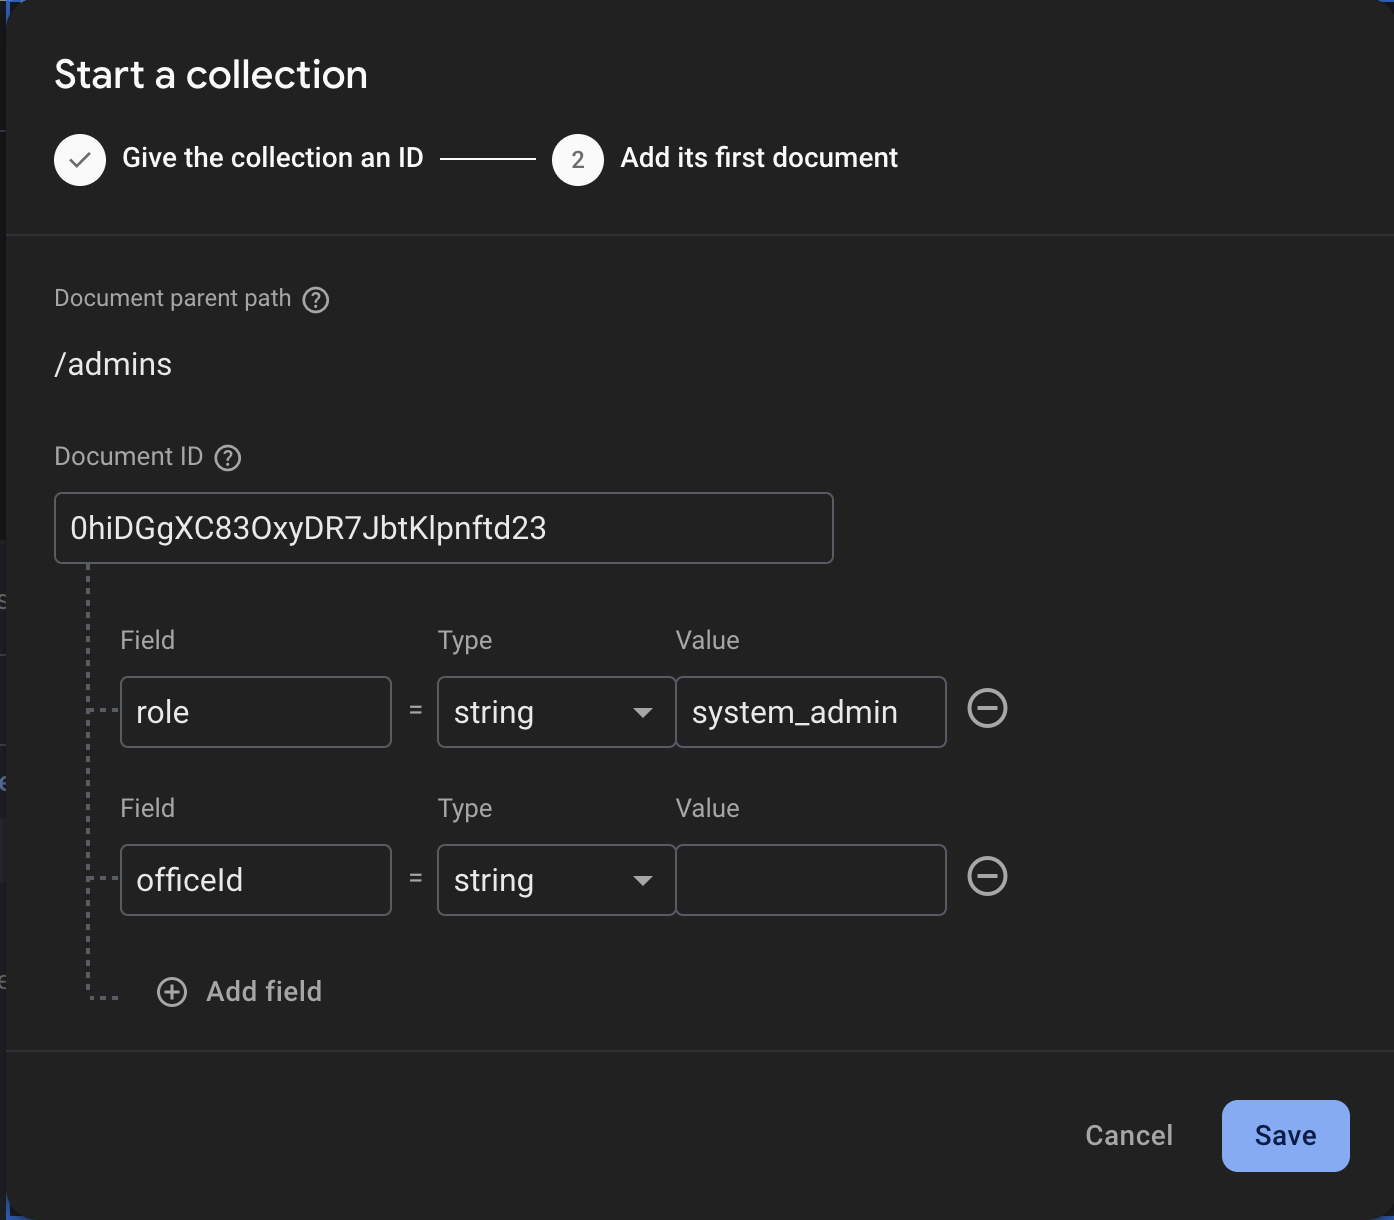 Start a collection
Give the collection an ID
2 Add its first document
Document parent path ?
/admins
Document ID ?
0hiDGgXC83OxyDR7JbtKlpnftd23
Field Type Value
role = string system_admin
Field Type Value
officeId = string
Add field
Cancel Save